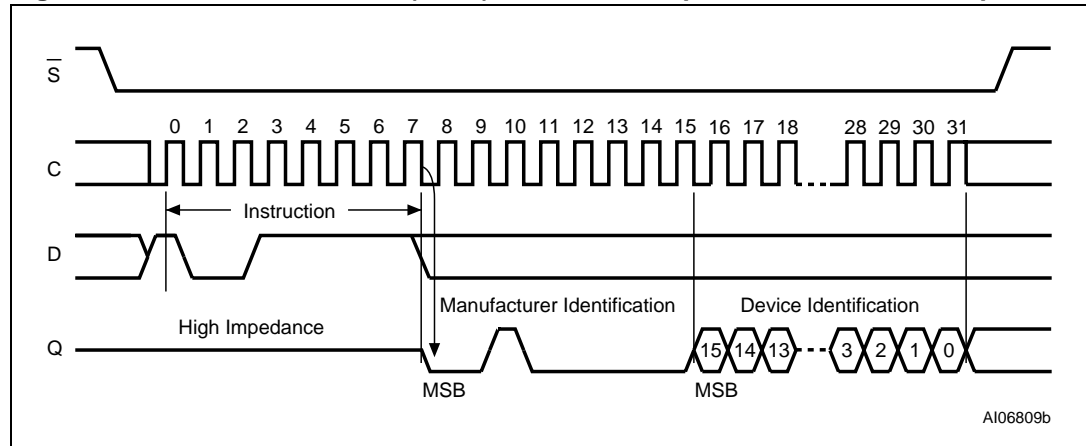 S
0 1 2 3 4 5 6 7 8 9 10 11 12 13 14 15 16 17 18 28 29 30 31
C
Instruction
D
Manufacturer Identification Device Identification
High Impedance
Q 15 14 13 3 2 1 0
MSB MSB
AI06809b